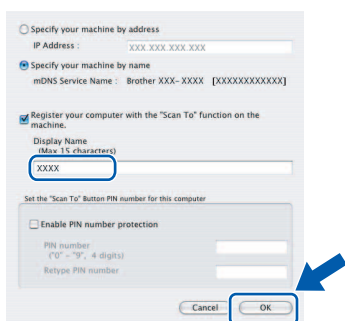 Specify your machine by address
IP Address : XXX.XXX.XXX.XXX
Specify your machine by name
mDNS Service Name : Brother XXX-XXXX [XXXXXXXXXXXX]
Register your computer with the "Scan To" function on the
machine.
Display Name
(Max 15 characters)
XXXX
Set the "Scan To" Button PIN number for this computer
Enable PIN number protection
PIN number
("0" - "9", 4 digits)
Retype PIN number
Cancel OK